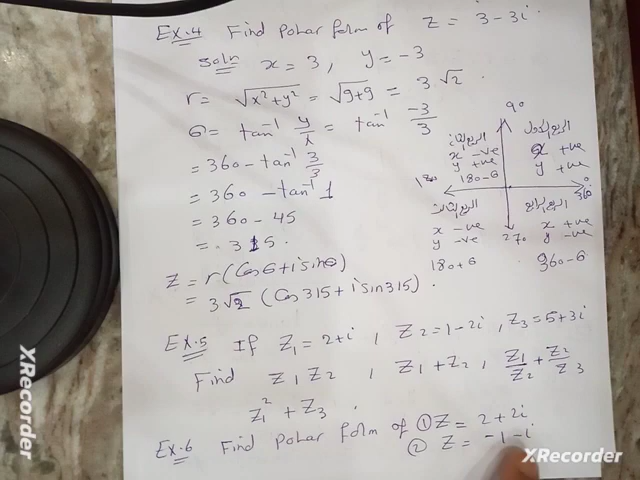 Ex.4 Find Polar form of Z = 3-3i
Soln x = 3, y = -3
r = √x²+y² = √9+9 = 3√2.
θ = tan⁻¹ y/x = tan⁻¹ -3/3
= 360 - tan⁻¹ 3/3
= 360 - tan⁻¹ 1
= 360 - 45
= 315.
Z = r(Cosθ+i sinθ)
= 3√2 (Cos 315+i sin 315).
90
الربع الثاني
x -ve
y +ve
180-θ
الربع الأول
x +ve
y +ve
180
0
360
الربع الثالث
x -ve
y -ve
180+θ
270
الربع الرابع
x +ve
y -ve
360-θ
Ex.5 If Z₁ = 2+i, Z₂ = 1-2i, Z₃ = 5+3i
Find Z₁Z₂, Z₁+Z₂, Z₁/Z₂ + Z₂/Z₃
Z₁² + Z₃.
Ex.6 Find Polar form of ① Z = 2+2i
② Z = -1-i
XRecorder
XRecorder